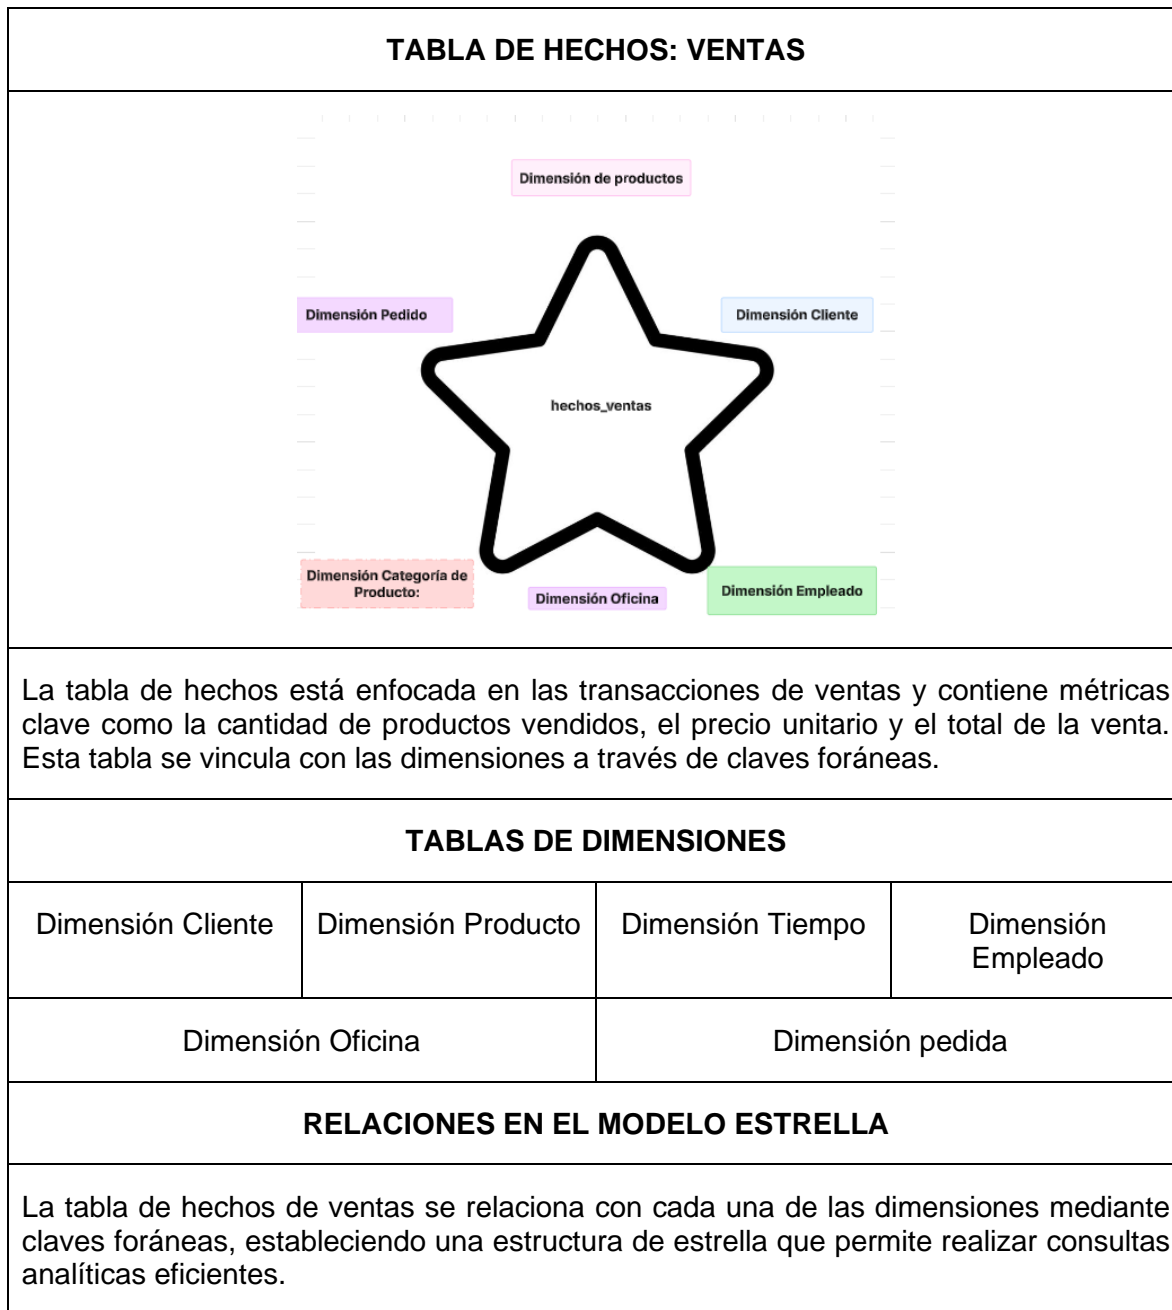 TABLA DE HECHOS: VENTAS
Dimensión de productos
Dimensión Pedido
Dimensión Cliente
hechos_ventas
Dimensión Categoría de
Producto:
Dimensión Oficina
Dimensión Empleado
La tabla de hechos está enfocada en las transacciones de ventas y contiene métricas
clave como la cantidad de productos vendidos, el precio unitario y el total de la venta.
Esta tabla se vincula con las dimensiones a través de claves foráneas.
TABLAS DE DIMENSIONES
Dimensión Cliente
Dimensión Producto
Dimensión Tiempo
Dimensión
Empleado
Dimensión Oficina
Dimensión pedida
RELACIONES EN EL MODELO ESTRELLA
La tabla de hechos de ventas se relaciona con cada una de las dimensiones mediante
claves foráneas, estableciendo una estructura de estrella que permite realizar consultas
analíticas eficientes.